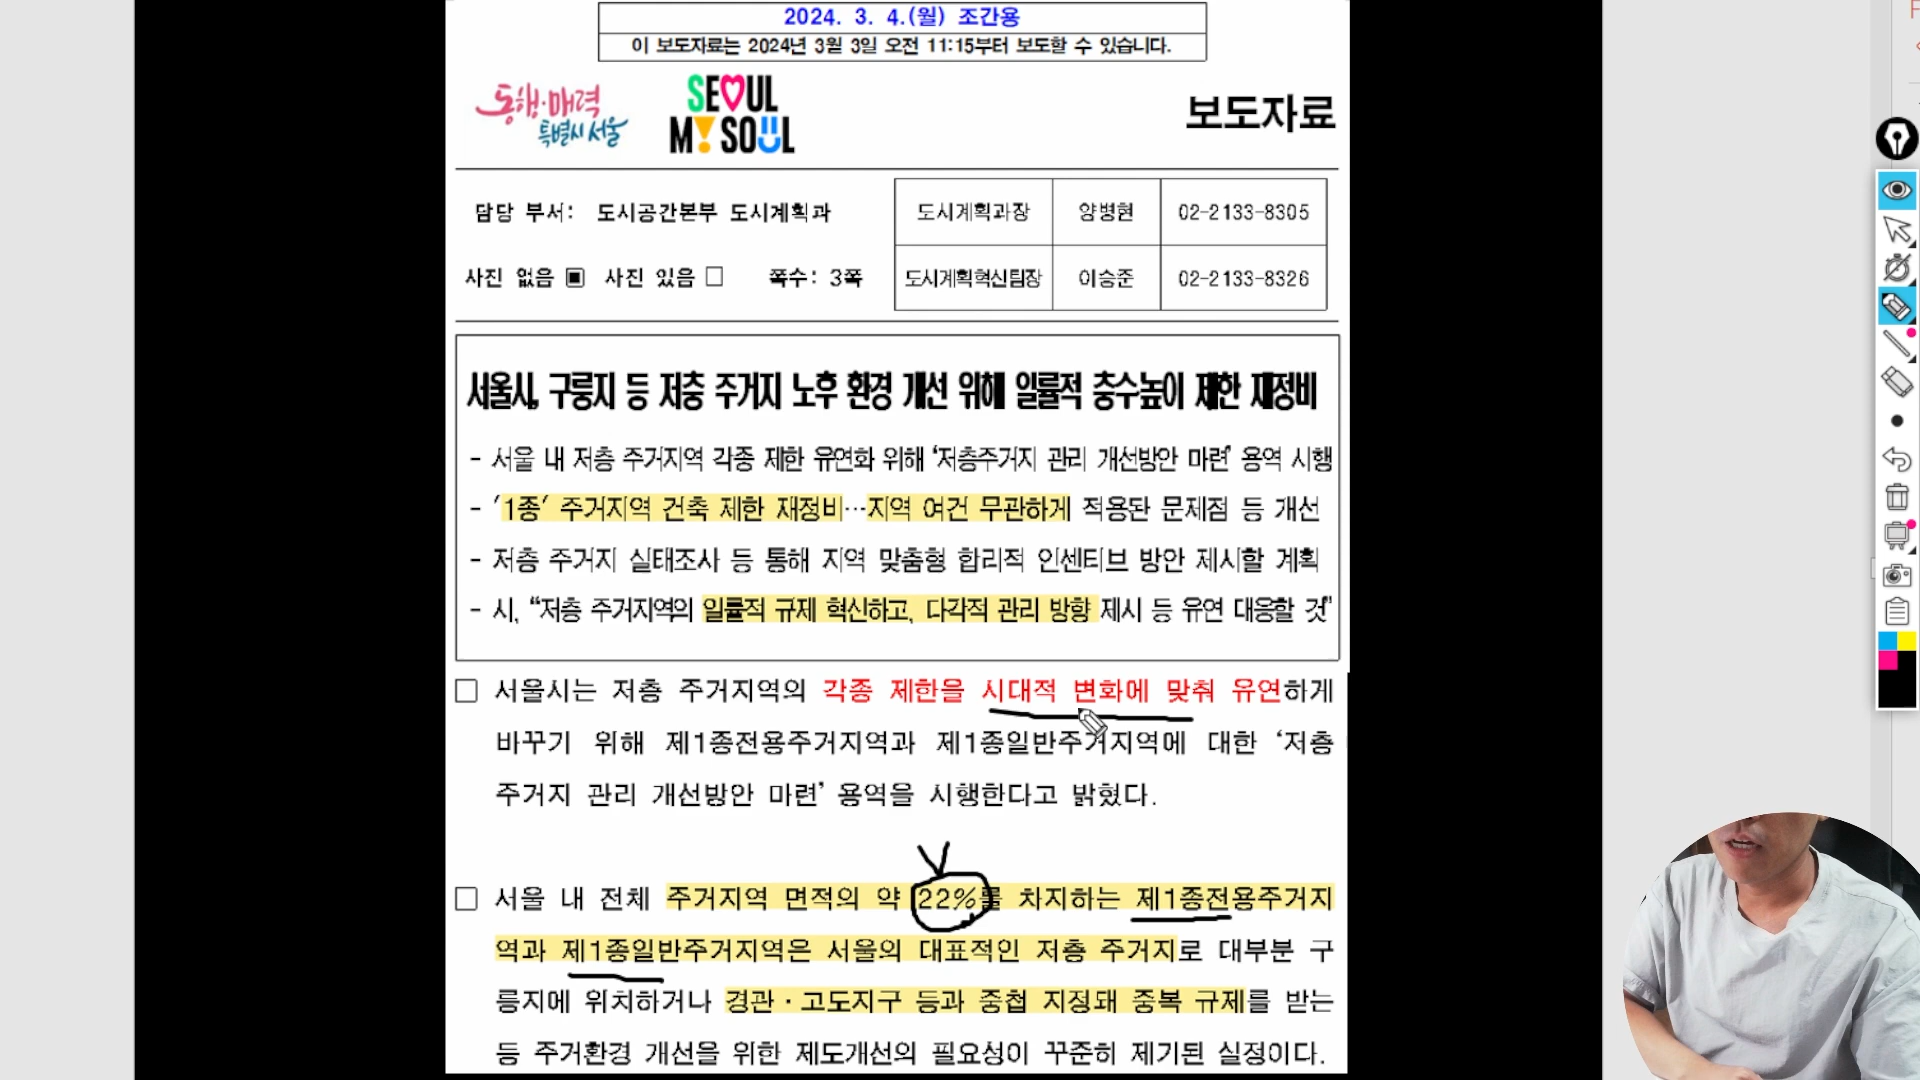 2024. 3. 4.(월) 조간용
이 보도자료는 2024년 3월 3일 오전 11:15부터 보도할 수 있습니다.
동행·매력
특별시 서울
SEOUL
MY SOUL
보도자료
담당 부서: 도시공간본부 도시계획과
도시계획과장 양병현 02-2133-8305
사진 없음 ▣ 사진 있음 □ 쪽수: 3쪽
도시계획혁신팀장 이승준 02-2133-8326
서울시, 구릉지 등 저층 주거지 노후 환경 개선 위해 일률적 층수높이 제한 재정비
- 서울 내 저층 주거지역 각종 제한 유연화 위해 ‘저층주거지 관리 개선방안 마련’ 용역 시행
- ‘1종’ 주거지역 건축 제한 재정비…지역 여건 무관하게 적용된 문제점 등 개선
- 저층 주거지 실태조사 등 통해 지역 맞춤형 합리적 인센티브 방안 제시할 계획
- 시, “저층 주거지역의 일률적 규제 혁신하고, 다각적 관리 방향 제시 등 유연 대응할 것”
□ 서울시는 저층 주거지역의 각종 제한을 시대적 변화에 맞춰 유연하게
바꾸기 위해 제1종전용주거지역과 제1종일반주거지역에 대한 ‘저층
주거지 관리 개선방안 마련’ 용역을 시행한다고 밝혔다.
□ 서울 내 전체 주거지역 면적의 약 22%를 차지하는 제1종전용주거지
역과 제1종일반주거지역은 서울의 대표적인 저층 주거지로 대부분 구
릉지에 위치하거나 경관·고도지구 등과 중첩 지정돼 중복 규제를 받는
등 주거환경 개선을 위한 제도개선의 필요성이 꾸준히 제기된 실정이다.